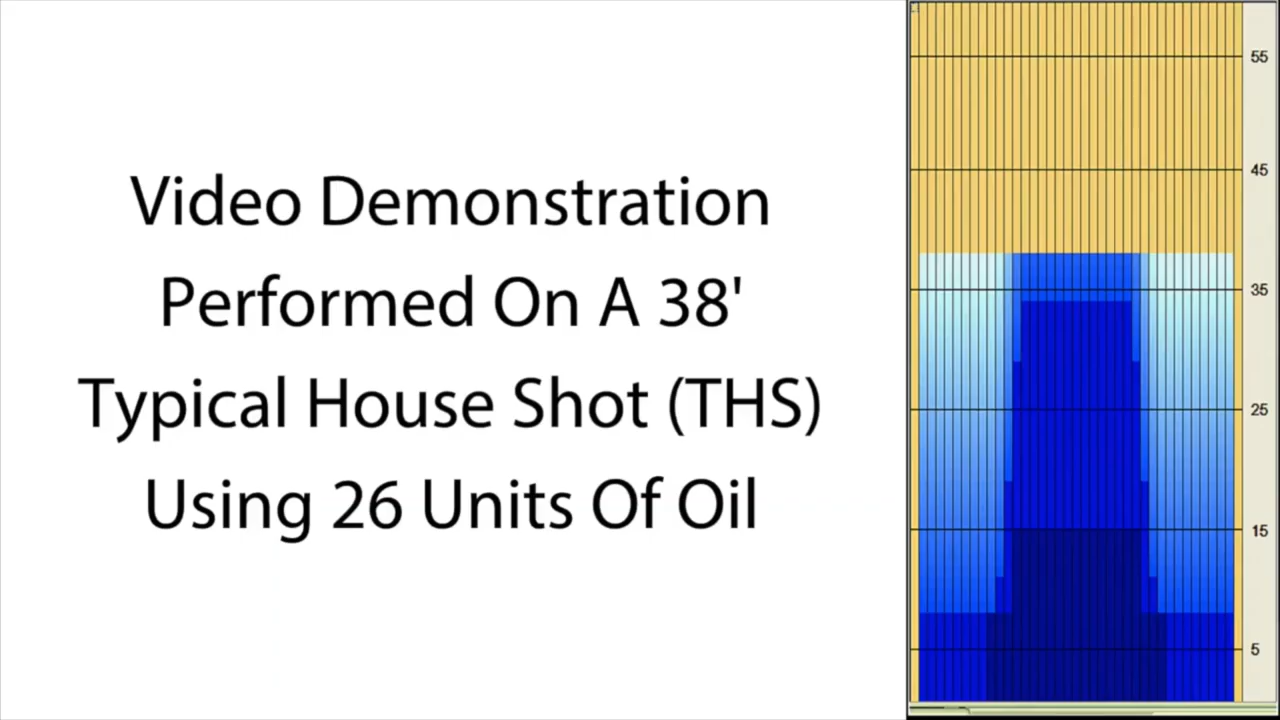 Video Demonstration
Performed On A 38'
Typical House Shot (THS)
Using 26 Units Of Oil
55
45
35
25
15
5